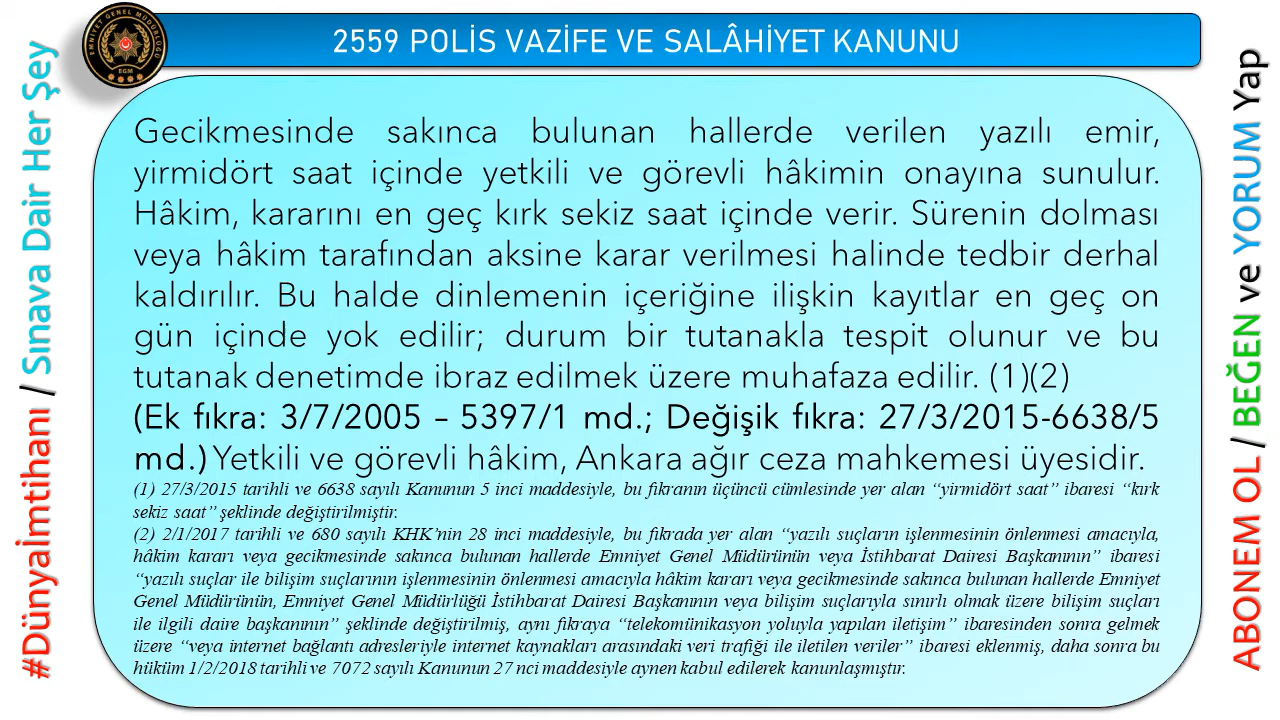 2559 POLİS VAZİFE VE SALÂHİYET KANUNU
EMNİYET GENEL MÜDÜRLÜĞÜ
EGM
#Dünyaİmtihanı / Sınava Dair Her Şey
Gecikmesinde sakınca bulunan hallerde verilen yazılı emir,
yirmidört saat içinde yetkili ve görevli hâkimin onayına sunulur.
Hâkim, kararını en geç kırk sekiz saat içinde verir. Sürenin dolması
veya hâkim tarafından aksine karar verilmesi halinde tedbir derhal
kaldırılır. Bu halde dinlemenin içeriğine ilişkin kayıtlar en geç on
gün içinde yok edilir; durum bir tutanakla tespit olunur ve bu
tutanak denetimde ibraz edilmek üzere muhafaza edilir. (1)(2)
(Ek fıkra: 3/7/2005 – 5397/1 md.; Değişik fıkra: 27/3/2015-6638/5
md.) Yetkili ve görevli hâkim, Ankara ağır ceza mahkemesi üyesidir.
(1) 27/3/2015 tarihli ve 6638 sayılı Kanunun 5 inci maddesiyle, bu fıkranın üçüncü cümlesinde yer alan “yirmidört saat” ibaresi “kırk
sekiz saat” şeklinde değiştirilmiştir.
(2) 2/1/2017 tarihli ve 680 sayılı KHK’nin 28 inci maddesiyle, bu fıkrada yer alan “yazılı suçların işlenmesinin önlenmesi amacıyla,
hâkim kararı veya gecikmesinde sakınca bulunan hallerde Emniyet Genel Müdürünün veya İstihbarat Dairesi Başkanının” ibaresi
“yazılı suçlar ile bilişim suçlarının işlenmesinin önlenmesi amacıyla hâkim kararı veya gecikmesinde sakınca bulunan hallerde Emniyet
Genel Müdürünün, Emniyet Genel Müdürlüğü İstihbarat Dairesi Başkanının veya bilişim suçlarıyla sınırlı olmak üzere bilişim suçları
ile ilgili daire başkanının” şeklinde değiştirilmiş, aynı fıkraya “telekomünikasyon yoluyla yapılan iletişim” ibaresinden sonra gelmek
üzere “veya internet bağlantı adresleriyle internet kaynakları arasındaki veri trafiği ile iletilen veriler” ibaresi eklenmiş, daha sonra bu
hüküm 1/2/2018 tarihli ve 7072 sayılı Kanunun 27 nci maddesiyle aynen kabul edilerek kanunlaşmıştır.
ABONEM OL / BEĞEN ve YORUM Yap